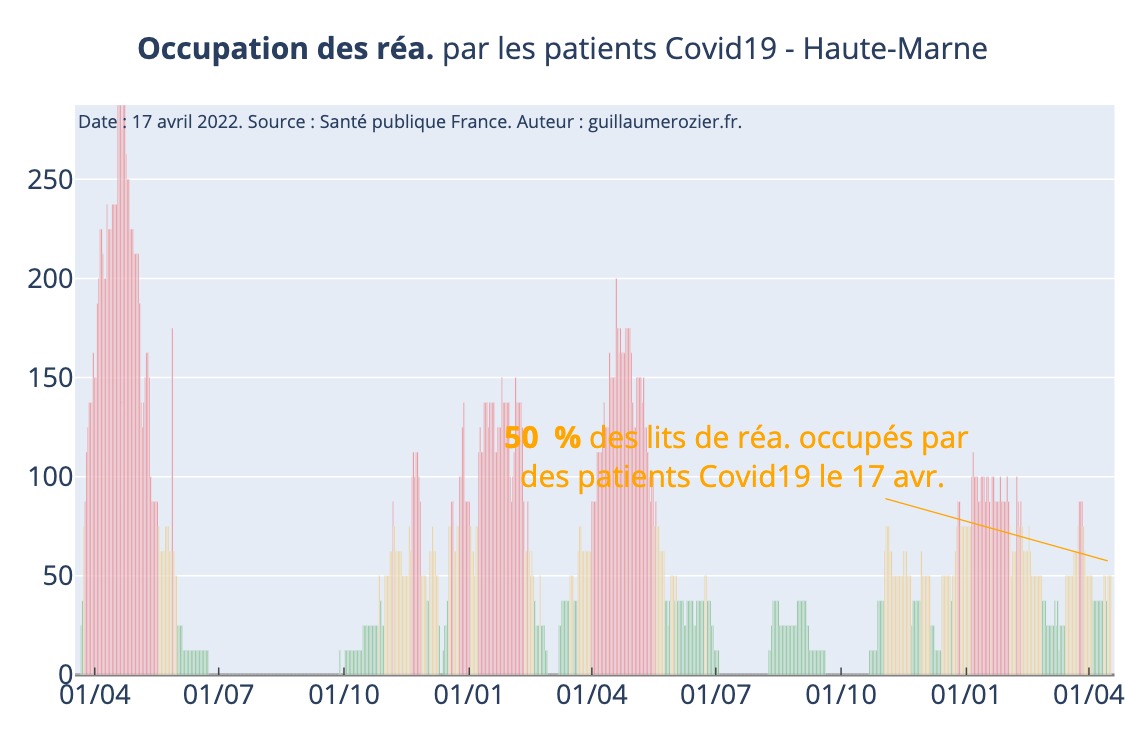 Occupation des réa. par les patients Covid19 - Haute-Marne
Date : 17 avril 2022. Source : Santé publique France. Auteur : guillaumerozier.fr.
250
200
150
50 % des lits de réa. occupés par
des patients Covid19 le 17 avr.
100
50
0
01/04 01/07 01/10 01/01 01/04 01/07 01/10 01/01 01/04